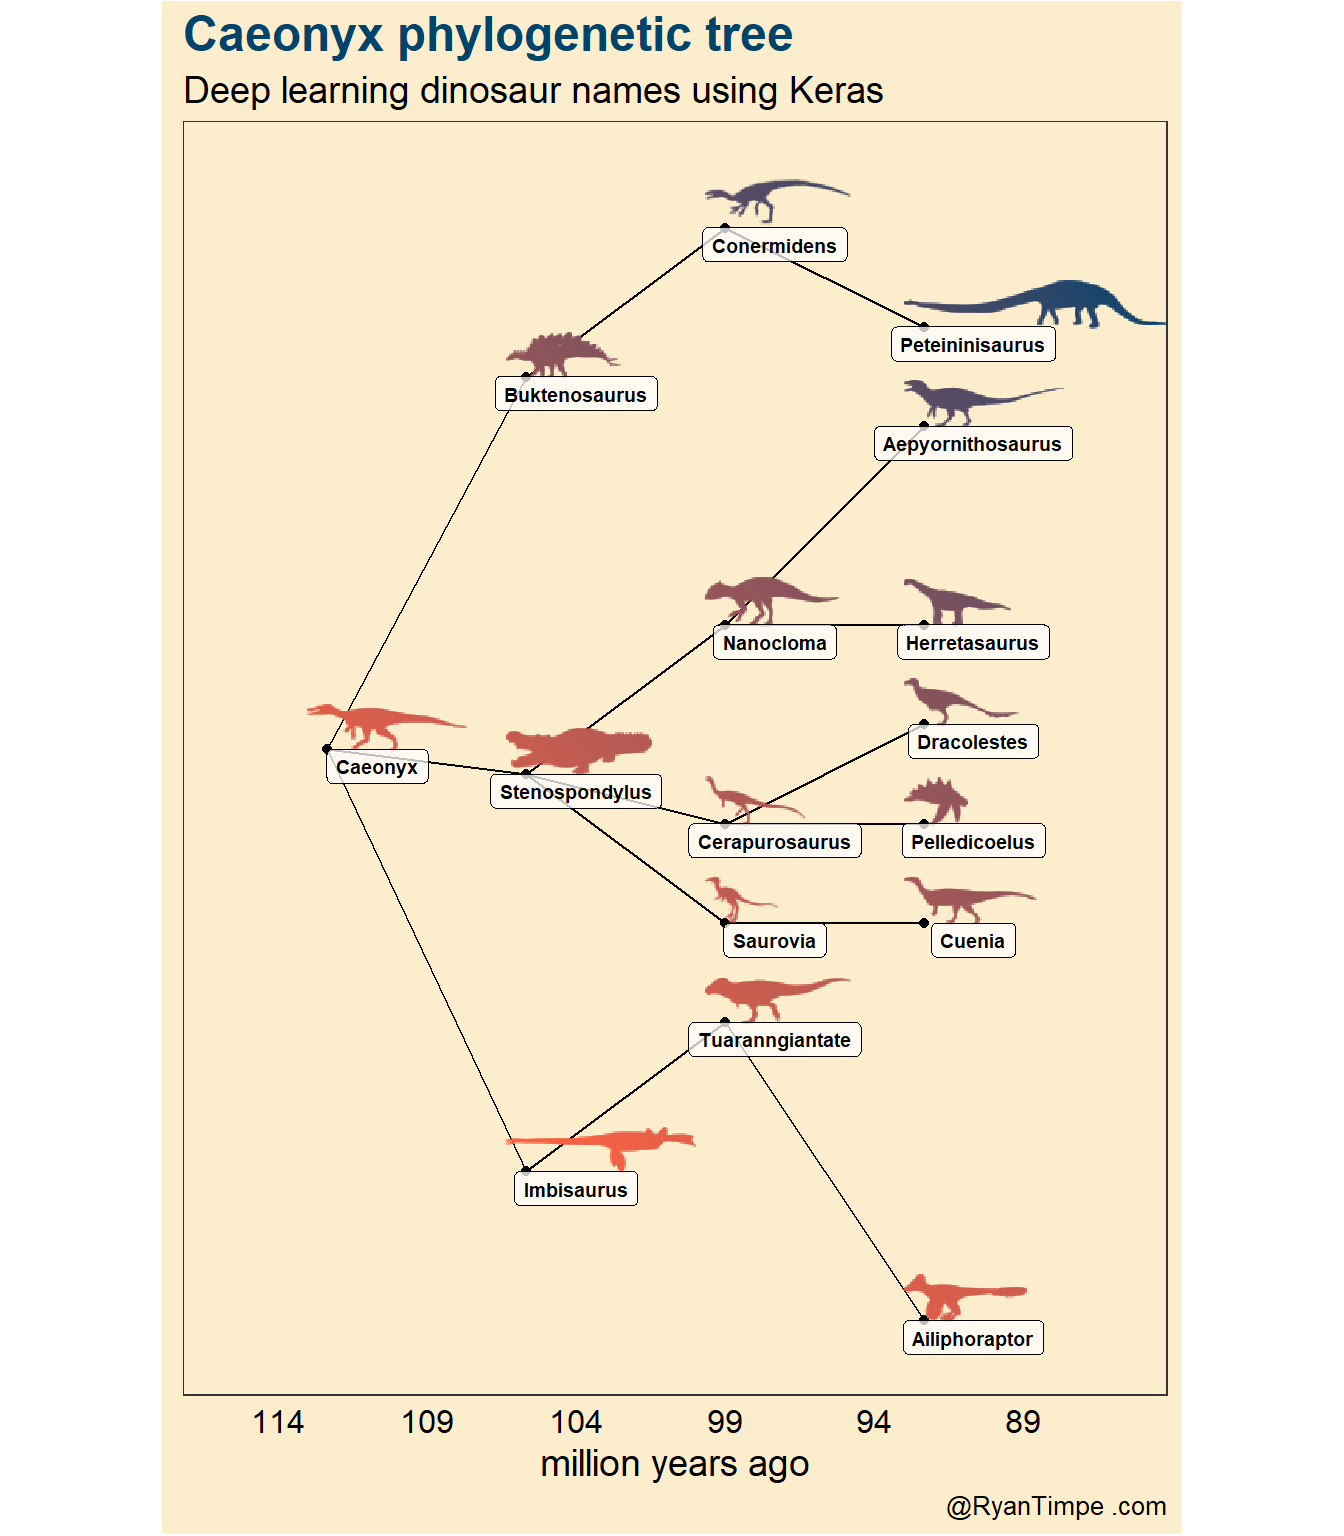 Caeonyx phylogenetic tree
Deep learning dinosaur names using Keras
Conermidens
Peteininisaurus
Buktenosaurus
Aepyornithosaurus
Nanocloma
Herretasaurus
Dracolestes
Caeonyx
Stenospondylus
Cerapurosaurus
Pelledicoelus
Saurovia
Cuenia
Tuaranngiantate
Imbisaurus
Ailiphoraptor
114 109 104 99 94 89
million years ago
@RyanTimpe .com